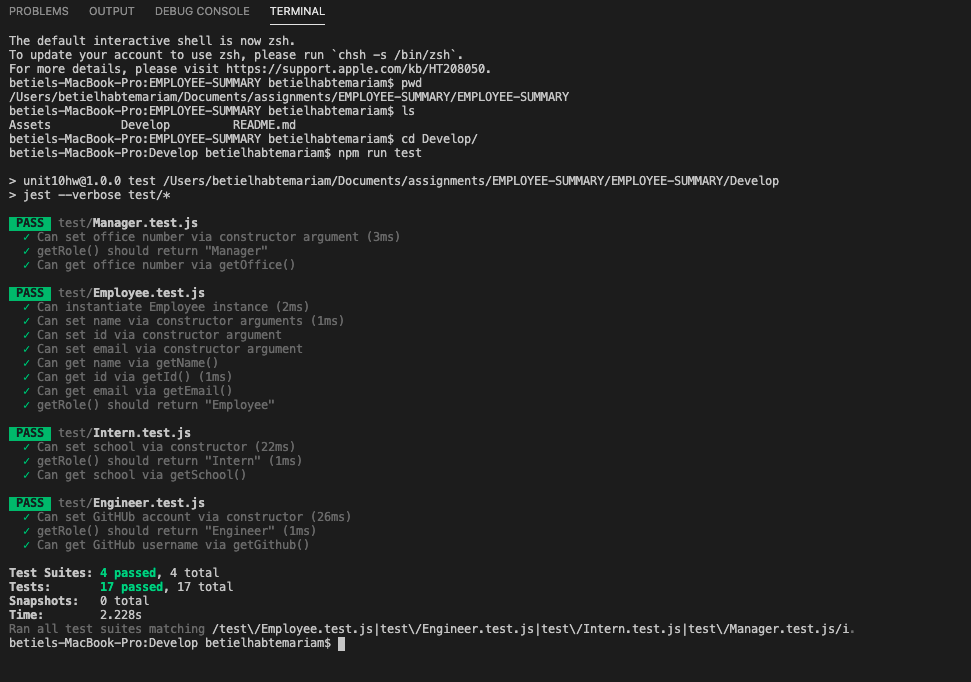 PROBLEMS OUTPUT DEBUG CONSOLE TERMINAL
The default interactive shell is now zsh.
To update your account to use zsh, please run `chsh -s /bin/zsh`.
For more details, please visit https://support.apple.com/kb/HT208050.
betiels-MacBook-Pro:EMPLOYEE-SUMMARY betielhabtemariam$ pwd
/Users/betielhabtemariam/Documents/assignments/EMPLOYEE-SUMMARY/EMPLOYEE-SUMMARY
betiels-MacBook-Pro:EMPLOYEE-SUMMARY betielhabtemariam$ ls
Assets Develop README.md
betiels-MacBook-Pro:EMPLOYEE-SUMMARY betielhabtemariam$ cd Develop/
betiels-MacBook-Pro:Develop betielhabtemariam$ npm run test
> unit10hw@1.0.0 test /Users/betielhabtemariam/Documents/assignments/EMPLOYEE-SUMMARY/EMPLOYEE-SUMMARY/Develop
> jest --verbose test/*
PASS test/Manager.test.js
✓ Can set office number via constructor argument (3ms)
✓ getRole() should return "Manager"
✓ Can get office number via getOffice()
PASS test/Employee.test.js
✓ Can instantiate Employee instance (2ms)
✓ Can set name via constructor arguments (1ms)
✓ Can set id via constructor argument
✓ Can set email via constructor argument
✓ Can get name via getName()
✓ Can get id via getId() (1ms)
✓ Can get email via getEmail()
✓ getRole() should return "Employee"
PASS test/Intern.test.js
✓ Can set school via constructor (22ms)
✓ getRole() should return "Intern" (1ms)
✓ Can get school via getSchool()
PASS test/Engineer.test.js
✓ Can set GitHUb account via constructor (26ms)
✓ getRole() should return "Engineer" (1ms)
✓ Can get GitHub username via getGithub()
Test Suites: 4 passed, 4 total
Tests: 17 passed, 17 total
Snapshots: 0 total
Time: 2.228s
Ran all test suites matching /test\/Employee.test.js|test\/Engineer.test.js|test\/Intern.test.js|test\/Manager.test.js/i.
betiels-MacBook-Pro:Develop betielhabtemariam$